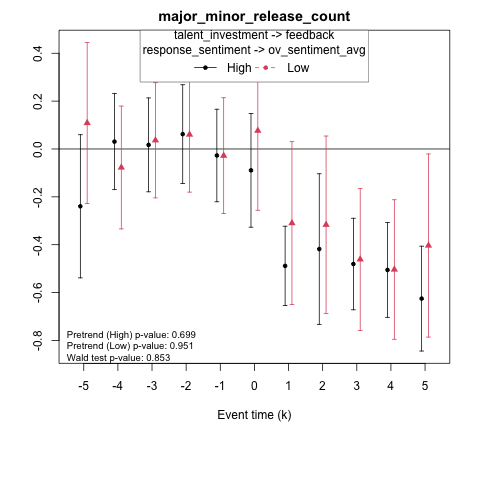 major_minor_release_count
talent_investment -> feedback
response_sentiment -> ov_sentiment_avg
High Low
0.4
0.2
0.0
-0.2
-0.4
-0.6
-0.8
Pretrend (High) p-value: 0.699
Pretrend (Low) p-value: 0.951
Wald test p-value: 0.853
-5 -4 -3 -2 -1 0 1 2 3 4 5
Event time (k)